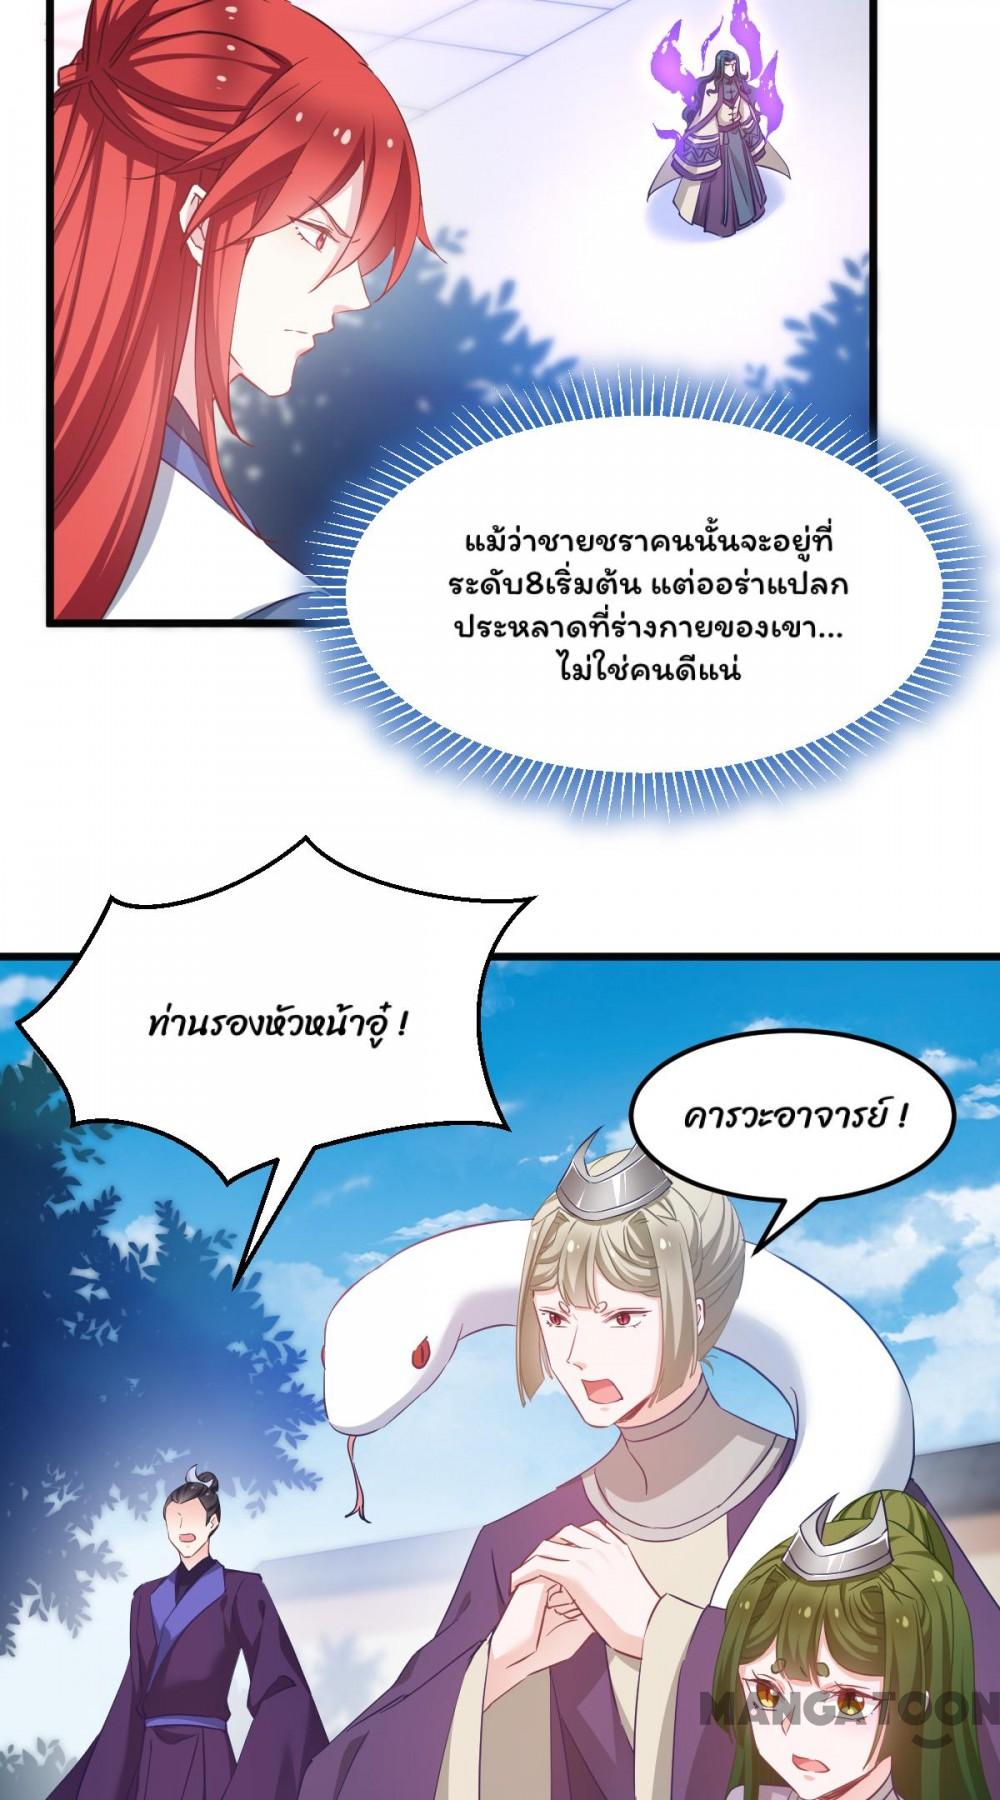 แม้ว่าชายชราคนนั้นจะอยู่ที่
ระดับ8เริ่มต้น แต่ออร่าแปลก
ประหลาดที่ร่างกายของเขา...
ไม่ใช่คนดีแน่
ท่านรองหัวหน้าอู๋ !
คารวะอาจารย์ !
MANGATOON